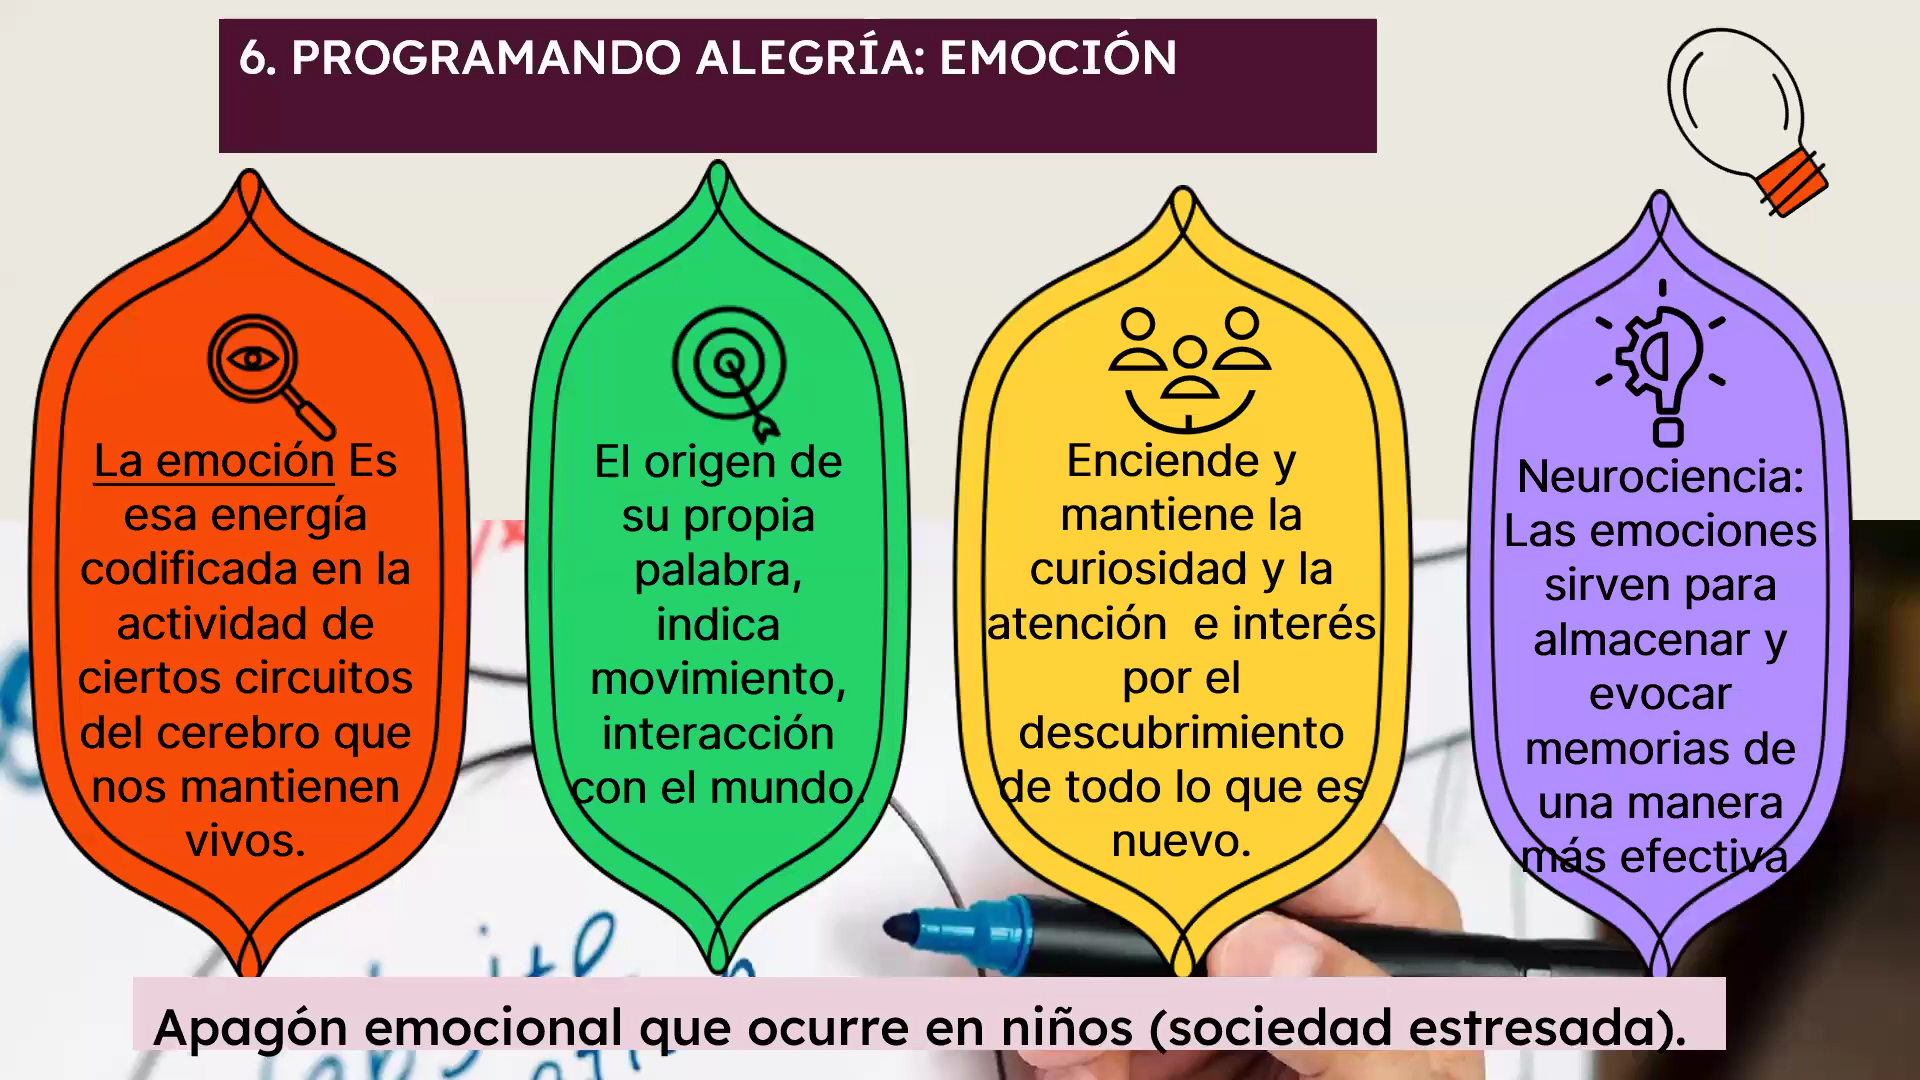 6. PROGRAMANDO ALEGRÍA: EMOCIÓN
La emoción Es
esa energía
codificada en la
actividad de
ciertos circuitos
del cerebro que
nos mantienen
vivos.
El origen de
su propia
palabra,
indica
movimiento,
interacción
con el mundo.
Enciende y
mantiene la
curiosidad y la
atención  e interés
por el
descubrimiento
de todo lo que es
nuevo.
Neurociencia:
Las emociones
sirven para
almacenar y
evocar
memorias de
una manera
más efectiva
Apagón emocional que ocurre en niños (sociedad estresada).